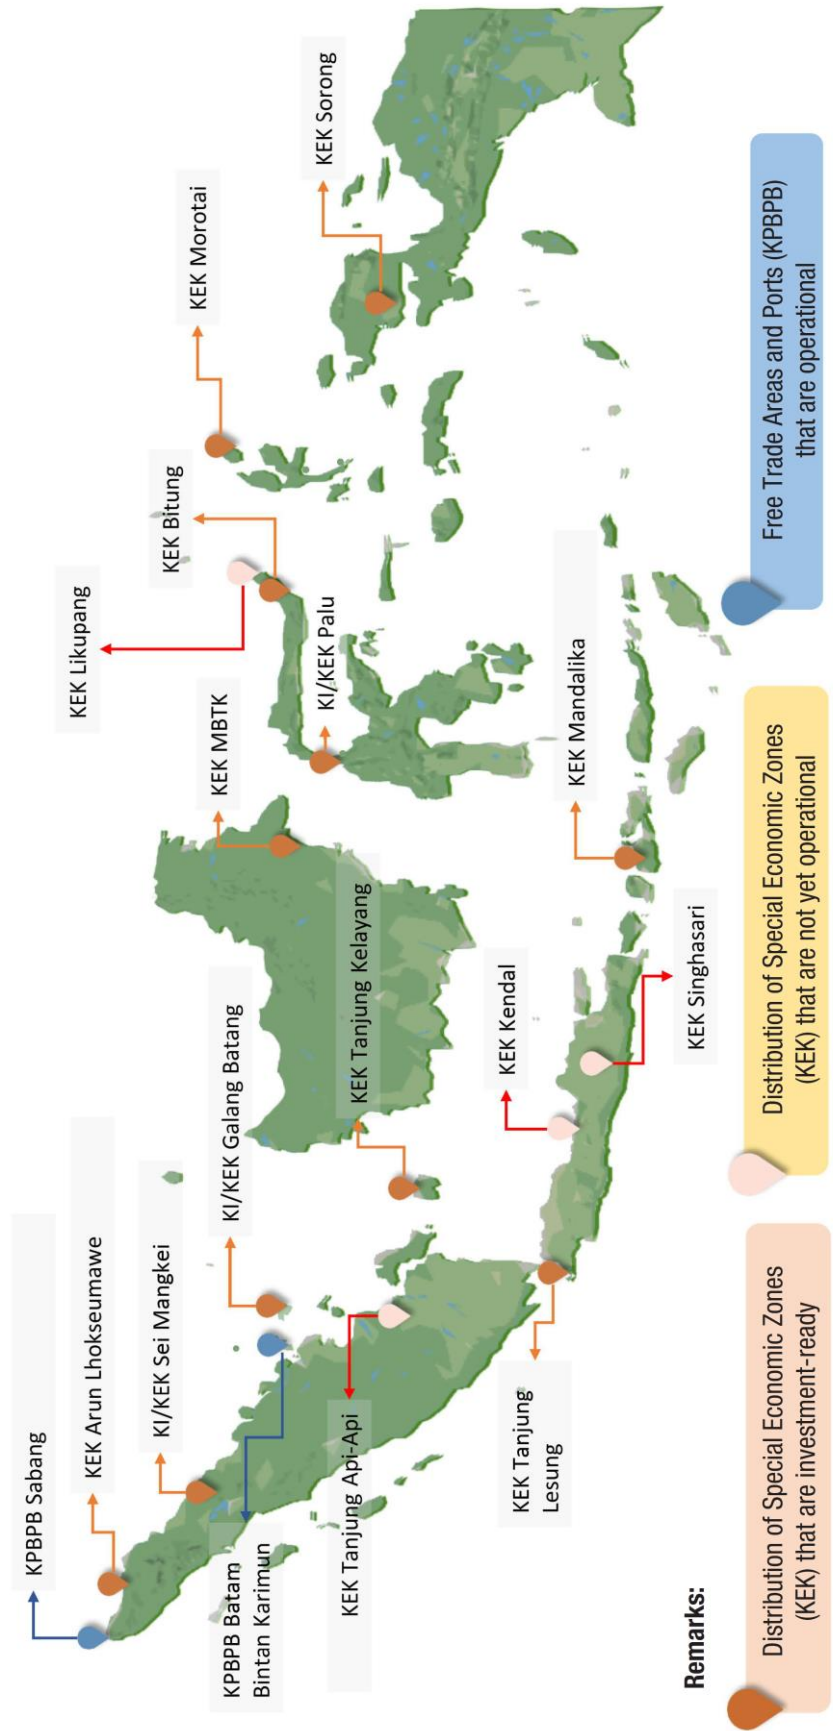 KPBPB Sabang
KEK Arun Lhokseumawe
KI/KEK Sei Mangkei
KPBPB Batam
Bintan Karimun
KI/KEK Galang Batang
KEK Tanjung Api-Api
KEK Tanjung
Lesung
KEK Tanjung Kelayang
KEK Kendal
KEK Singhasari
KEK MBTK
KI/KEK Palu
KEK Mandalika
KEK Likupang
KEK Bitung
KEK Morotai
KEK Sorong
Remarks:
Distribution of Special Economic Zones
(KEK) that are investment-ready
Distribution of Special Economic Zones
(KEK) that are not yet operational
Free Trade Areas and Ports (KPBPB)
that are operational